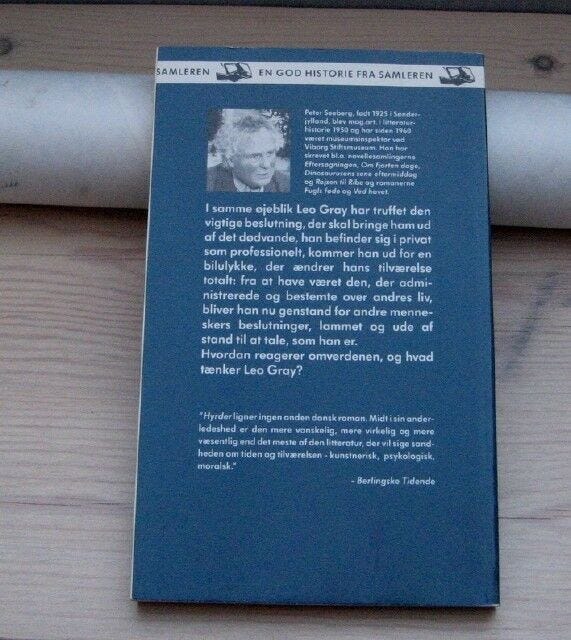 SAMLEREN EN GOD HISTORIE FRA SAMLEREN
Peter Seeberg, født 1925 i Sønder-
jylland, blev mag.art. i litteratur-
historie 1950 og har siden 1960
været museumsinspektør ved
Viborg Stiftsmuseum. Han har
skrevet bl.a. novellesamlingerne
Eftersøgningen, Om fjorten dage,
Dinosaurusens sene eftermiddag
og Rejsen til Ribe og romanerne
Fugls føde og Ved havet.
I samme øjeblik Leo Gray har truffet den
vigtige beslutning, der skal bringe ham ud
af det dødvande, han befinder sig i privat
som professionelt, kommer han ud for en
bilulykke, der ændrer hans tilværelse
totalt: fra at have været den, der admi-
nistrerede og bestemte over andres liv,
bliver han nu genstand for andre menne-
skers beslutninger, lammet og ude af
stand til at tale, som han er.
Hvordan reagerer omverdenen, og hvad
tænker Leo Gray?
"Hyrder ligner ingen anden dansk roman. Midt i sin ander-
ledeshed er den mere vanskelig, mere virkelig og mere
væsentlig end det meste af den litteratur, der vil sige sand-
heden om tiden og tilværelsen - kunstnerisk, psykologisk,
moralsk."
- Berlingske Tidende